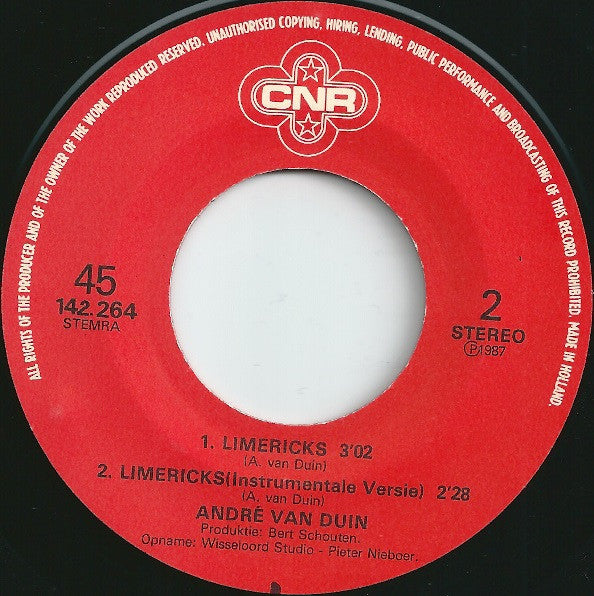 ALL RIGHTS OF THE PRODUCER AND OF THE OWNER OF THE WORK REPRODUCED RESERVED. UNAUTHORISED COPYING, HIRING, LENDING, PUBLIC PERFORMANCE AND BROADCASTING OF THIS RECORD PROHIBITED. MADE IN HOLLAND.
CNR
45
142.264
STEMRA
2
STEREO
℗1987
1. LIMERICKS 3'02
(A. van Duin)
2. LIMERICKS(Instrumentale Versie) 2'28
(A. van Duin)
ANDRÉ VAN DUIN
Produktie: Bert Schouten.
Opname: Wisseloord Studio - Pieter Nieboer.